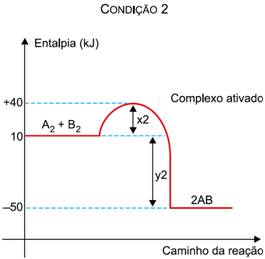 CONDIÇÃO 2
Entalpia (kJ)
+40
Complexo ativado
x2
A₂ + B₂
10
y2
–50
2AB
Caminho da reação